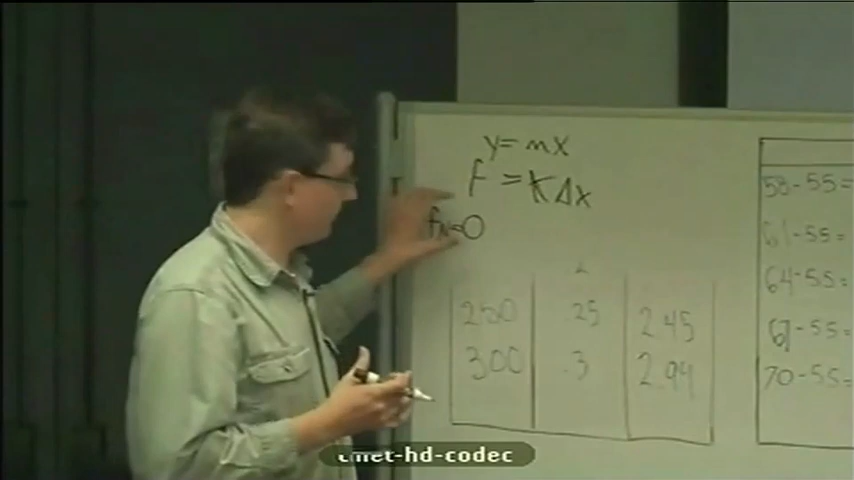 y = mx
F = KΔx
=0
250 .25 2.45
300 .3 2.94
58-55=
61-55=
64-55=
67-55=
70-55=
cmet-hd-codec